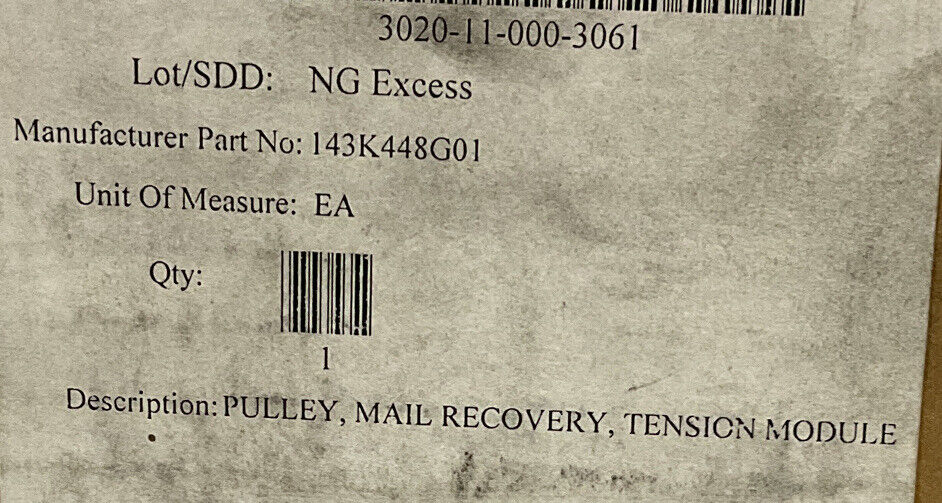 3020-11-000-3061
Lot/SDD: NG Excess
Manufacturer Part No: 143K448G01
Unit Of Measure: EA
Qty:
1
Description: PULLEY, MAIL RECOVERY, TENSION MODULE